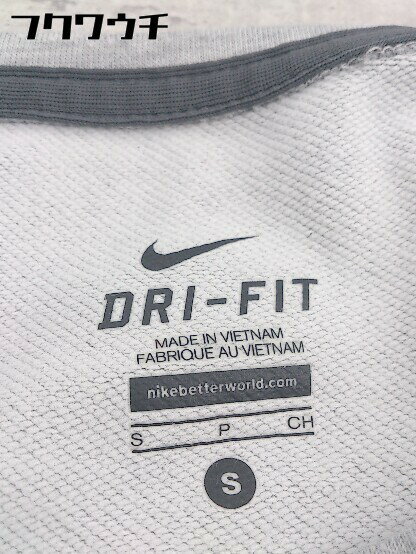 フクワウチ
DRI-FIT
MADE IN VIETNAM
FABRIQUE AU VIETNAM
nikebetterworld.com
S P CH
S